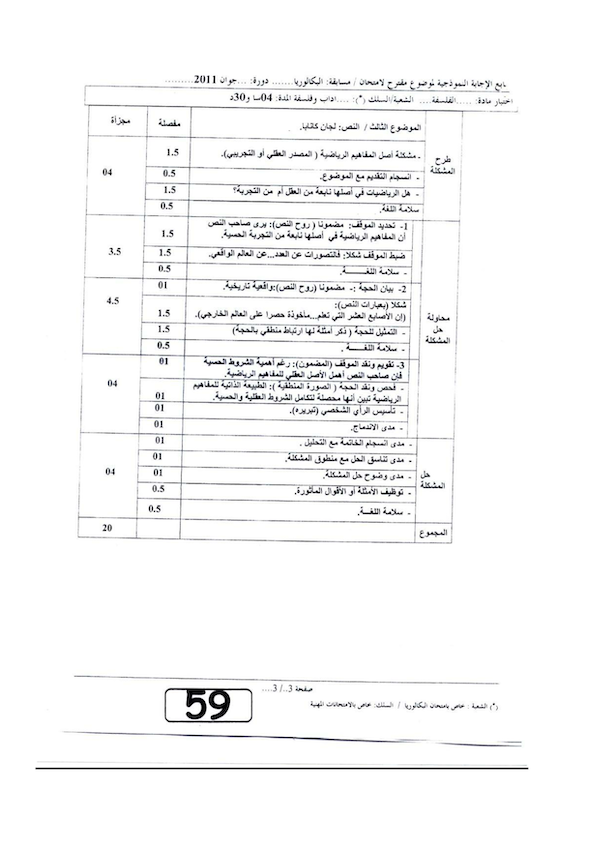 تابع الإجابة النموذجية لموضوع مقترح لامتحان / مسابقة: البكالوريا....... دورة: ...جوان 2011.........
اختبار مادة: .....الفلسفة.... الشعبة/السلك (*): ....اداب وفلسفة المدة: 04سا و30د
مفصلة مجزأة
الموضوع الثالث / النص: لجان كانابا.
طرح المشكلة
- مشكلة أصل المفاهيم الرياضية ( المصدر العقلي أو التجريبي). 1.5
- انسجام التقديم مع الموضوع. 0.5 04
- هل الرياضيات في أصلها نابعة من العقل أم من التجربة؟ 1.5
سلامة اللغة. 0.5
محاولة حل المشكلة
1- تحديد الموقف: مضمونا ( روح النص): يرى صاحب النص
أن المفاهيم الرياضية في أصلها نابعة من التجربة الحسية. 1.5
ضبط الموقف شكلا: فالتصورات عن العدد...عن العالم الواقعي. 1.5 3.5
- سلامة اللغـــــــة. 0.5
2- بيان الحجة :- مضمونا (روح النص):واقعية تاريخية. 01
شكلا (بعبارات النص): 4.5
(إن الأصابع العشر التي تعلم...مأخوذة حصرا على العالم الخارجي). 1.5
- التمثيل للحجة ( ذكر أمثلة لها ارتباط منطقي بالحجة) 1.5
- سلامة اللغـــــة . 0.5
3- تقويم ونقد الموقف (المضمون): رغم أهمية الشروط الحسية 01
فإن صاحب النص أهمل الأصل العقلي للمفاهيم الرياضية.
- فحص ونقد الحجة ( الصورة المنطقية ): الطبيعة الذاتية للمفاهيم 04
الرياضية تبين أنها محصلة لتكامل الشروط العقلية والحسية. 01
- تأسيس الرأي الشخصي (تبريره). 01
- مدى الاندماج. 01
حل المشكلة
- مدى انسجام الخاتمة مع التحليل . 01
- مدى تناسق الحل مع منطوق المشكلة. 01
- مدى وضوح حل المشكلة. 01 04
- توظيف الأمثلة أو الأقوال المأثورة. 0.5
- سلامة اللغــة. 0.5
المجموع 20
صفحة 3../ 3....
(*) الشعبة : خاص بامتحان البكالوريا / السلك: خاص بالامتحانات المهنية
59